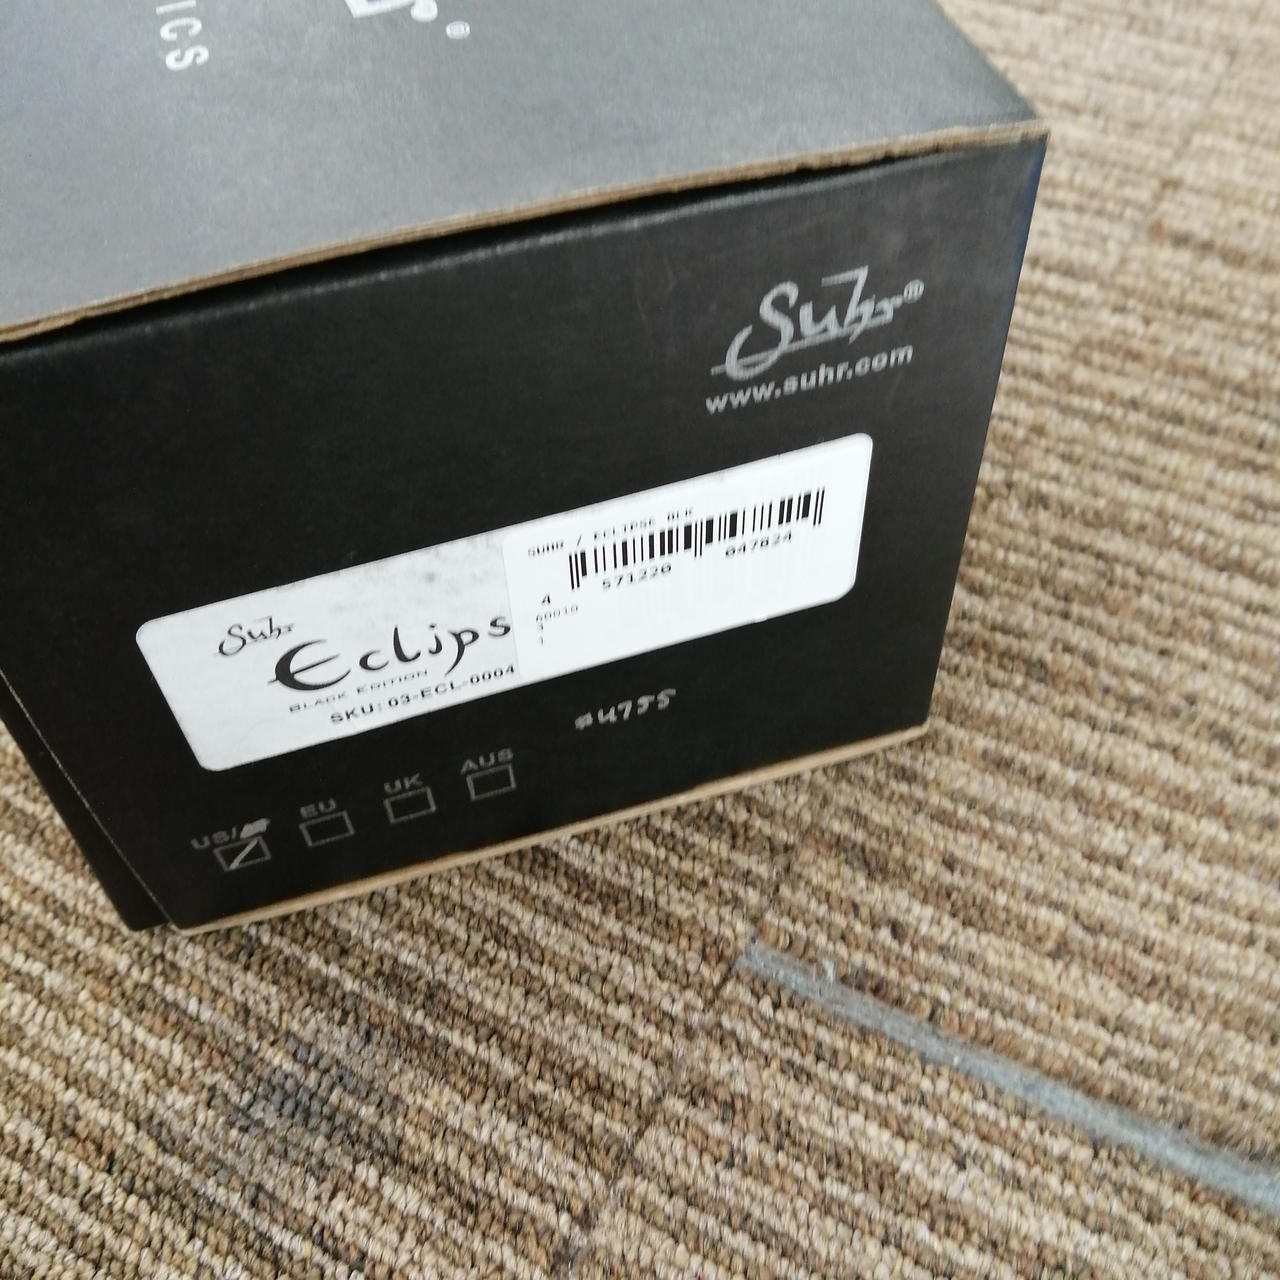 ICS
®
Suhr®
www.suhr.com
SUHR / ECLIPSE BLK
4 571220 047824
Suhr
Eclips
BLACK EDITION
SKU: 03-ECL-0004
#4755
US/
EU
UK
AUS